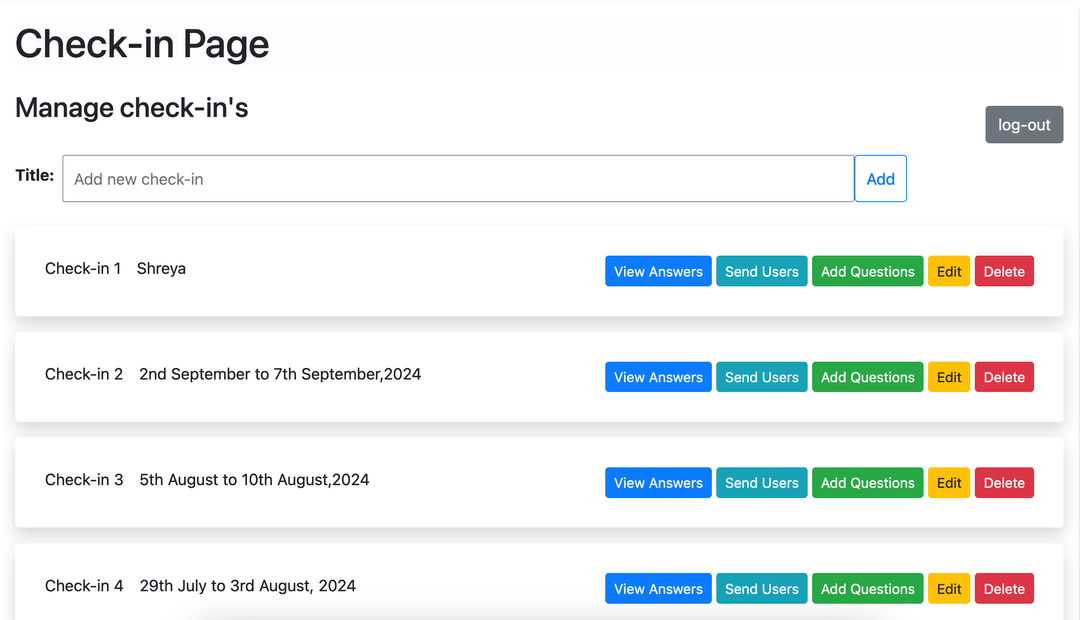 Check-in Page
Manage check-in's
log-out
Title: Add new check-in Add
Check-in 1 Shreya View Answers Send Users Add Questions Edit Delete
Check-in 2 2nd September to 7th September,2024 View Answers Send Users Add Questions Edit Delete
Check-in 3 5th August to 10th August,2024 View Answers Send Users Add Questions Edit Delete
Check-in 4 29th July to 3rd August, 2024 View Answers Send Users Add Questions Edit Delete